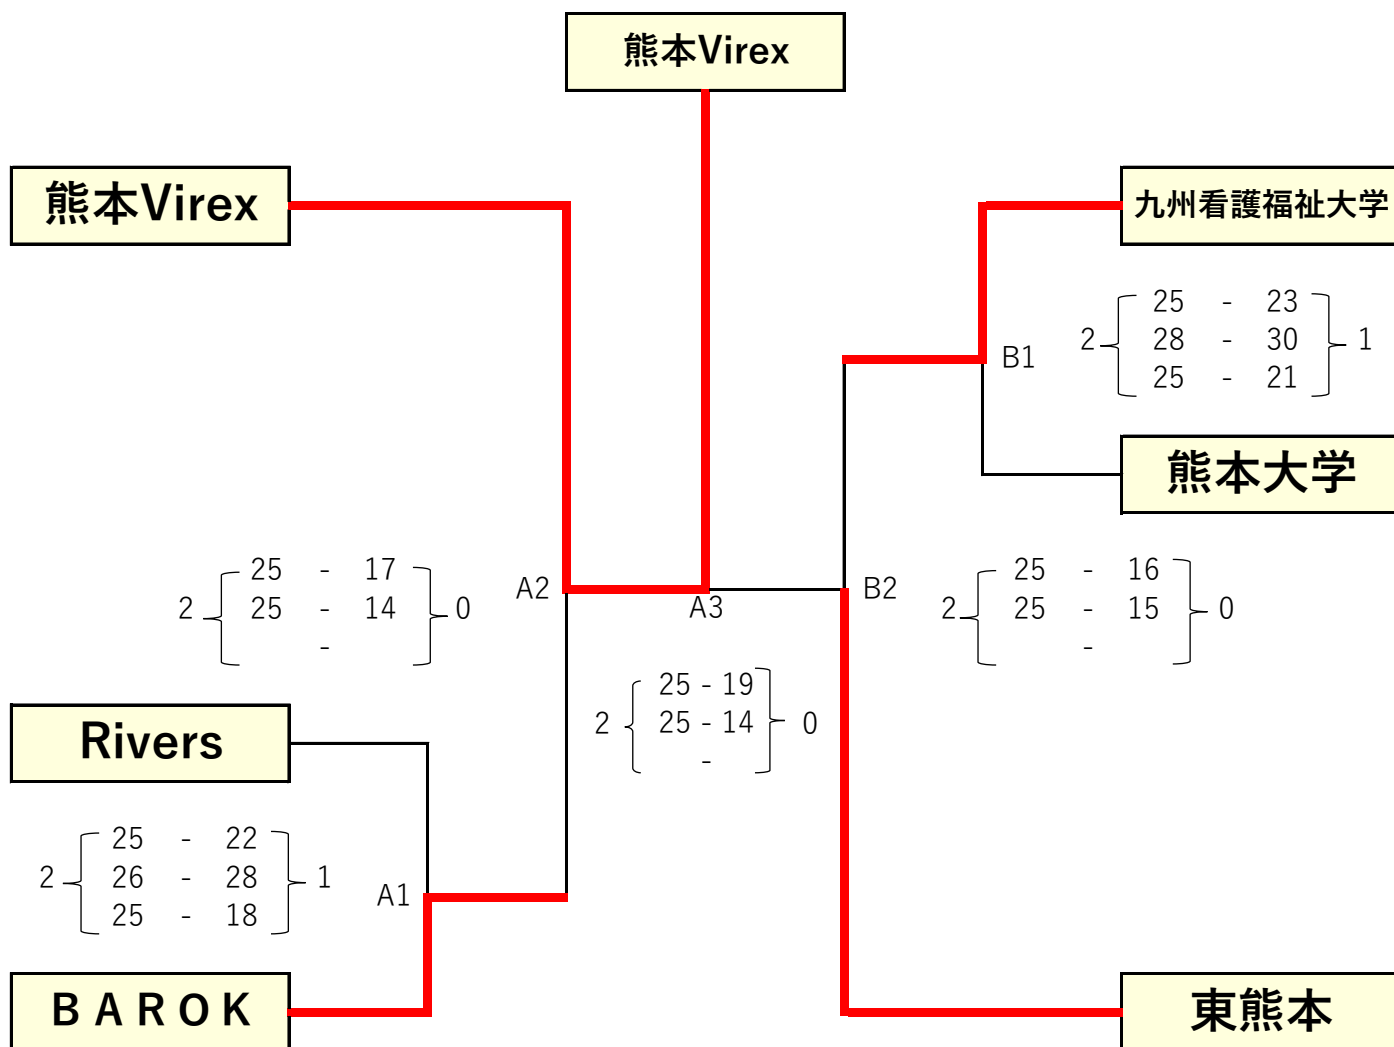 熊本Virex
熊本Virex
九州看護福祉大学
25 - 23
2 28 - 30 1
25 - 21
B1
熊本大学
25 - 17
2 25 - 14 0
-
A2
A3
B2
25 - 16
2 25 - 15 0
-
25 - 19
2 25 - 14 0
-
Rivers
25 - 22
2 26 - 28 1
25 - 18
A1
ＢＡＲＯＫ
東熊本